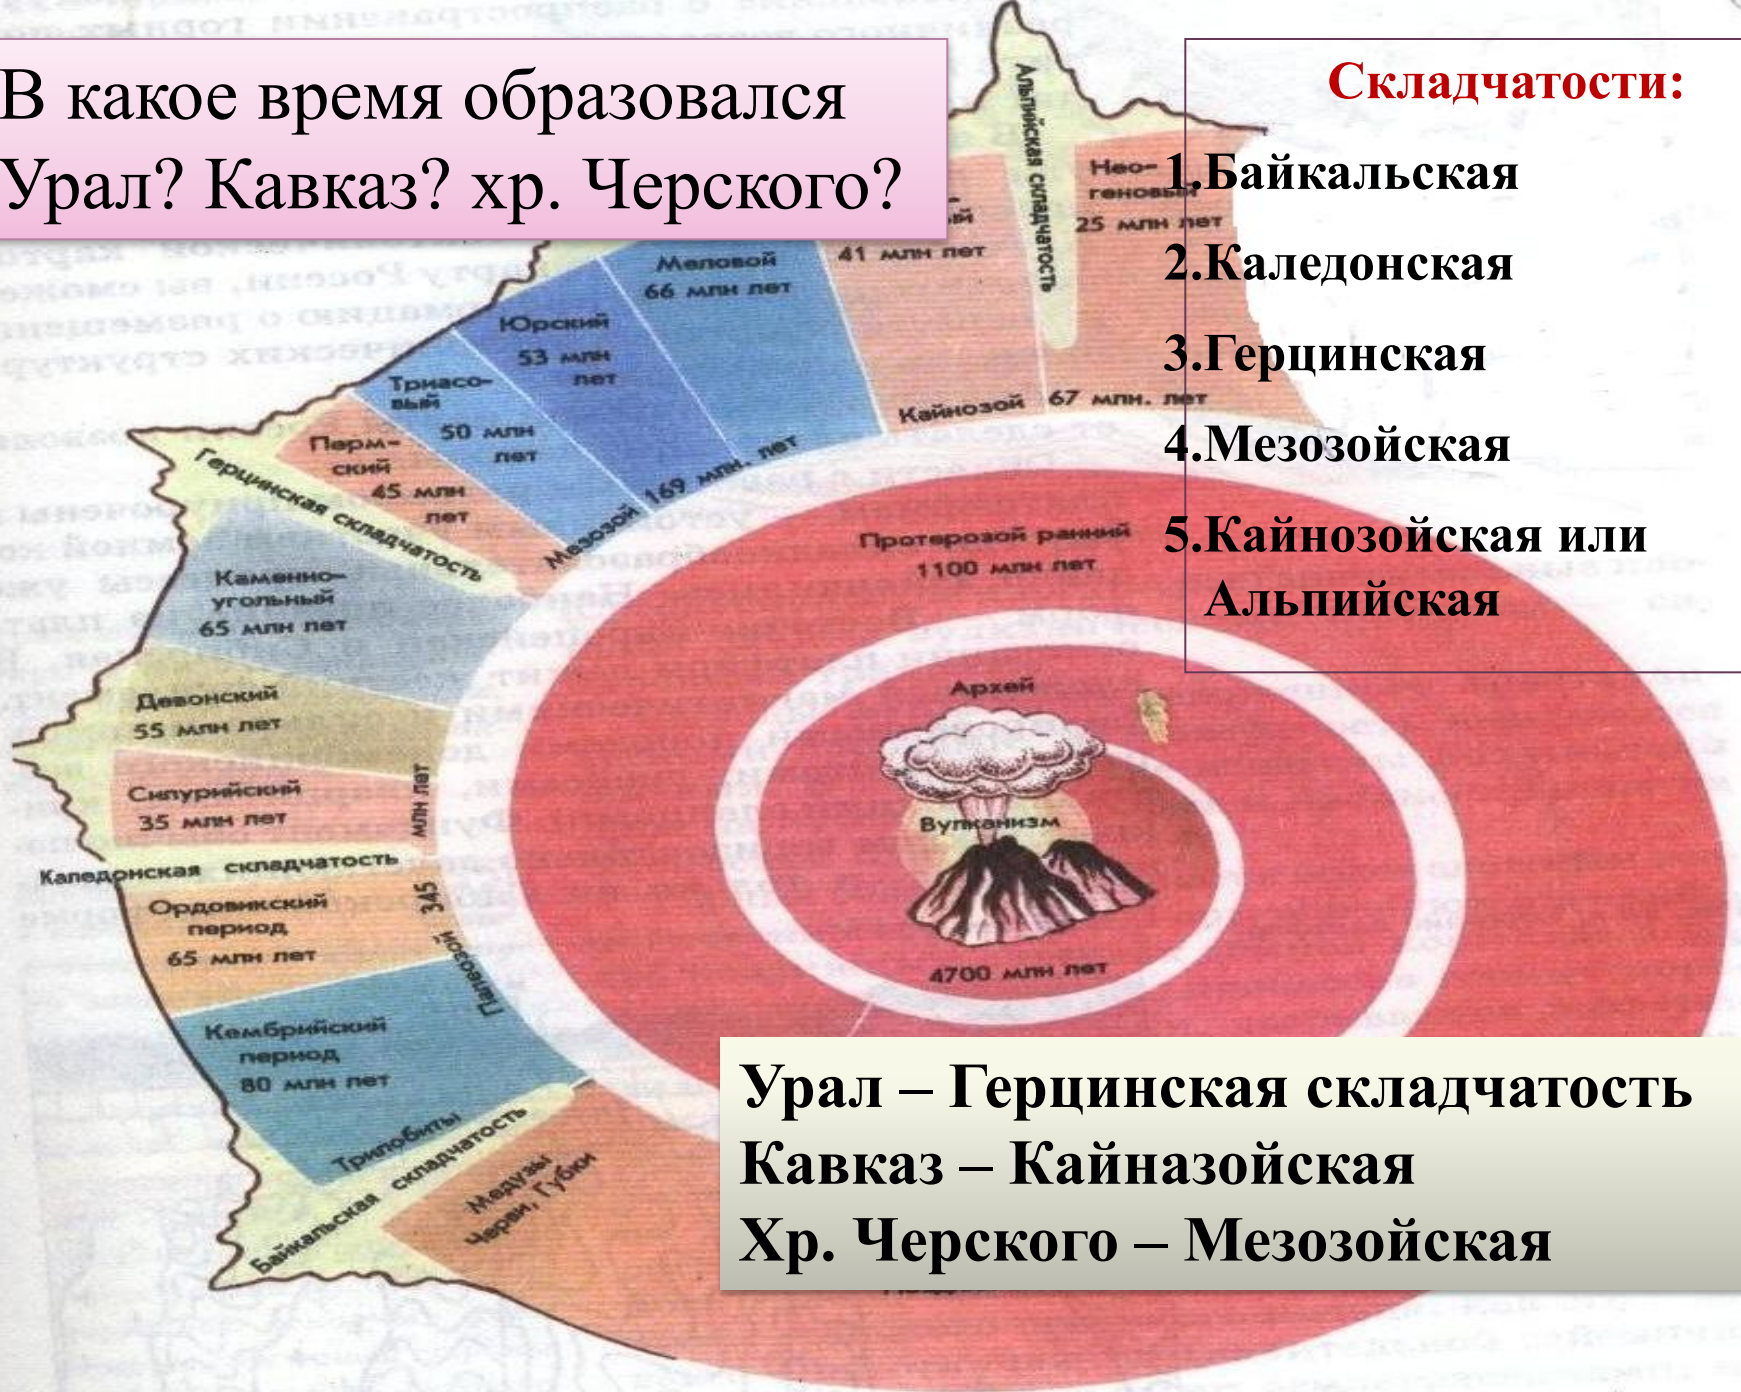 В какое время образовался
Урал? Кавказ? хр. Черского?
Складчатости:
1.Байкальская
2.Каледонская
3.Герцинская
4.Мезозойская
5.Кайнозойская или
Альпийская
Альпийская складчатость
Нео-
геновый
25 млн лет
41 млн лет
Кайнозой 67 млн. лет
Меловой
66 млн лет
Юрский
53 млн
лет
Триасо-
вый
50 млн
лет
Мезозой 169 млн. лет
Перм-
ский
45 млн
лет
Герцинская складчатость
Каменно-
угольный
65 млн лет
Девонский
55 млн лет
Силурийский
35 млн лет
Каледонская складчатость
Ордовикский
период
65 млн лет
Палеозой 345 млн лет
Кембрийский
период
80 млн лет
Трилобиты
Байкальская складчатость
Медузы
Черви, Губки
Протерозой ранний
1100 млн лет
Архей
Вулканизм
4700 млн лет
Урал – Герцинская складчатость
Кавказ – Кайназойская
Хр. Черского – Мезозойская